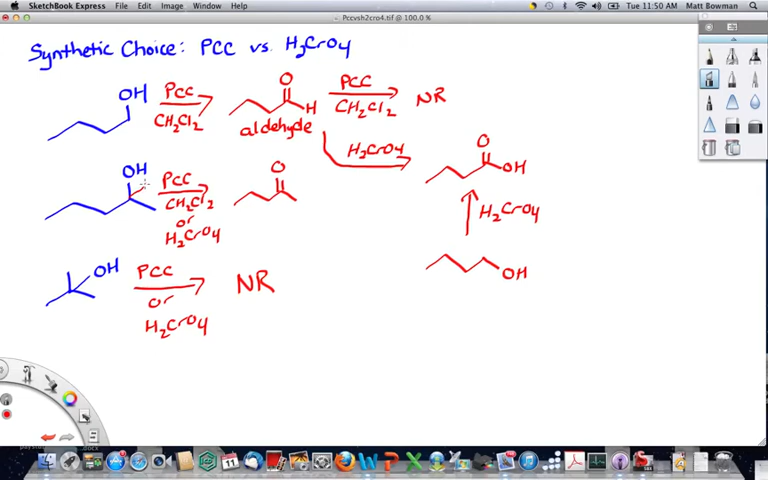 SketchBook Express File Edit Image Window Help
Tue 11:50 AM Matt Bowman
Pccvsh2cro4.tif @ 100.0 %
Synthetic Choice: PCC vs. H2CrO4
OH PCC CH2Cl2 O H aldehyde PCC CH2Cl2 NR
H2CrO4 O OH
OH PCC CH2Cl2 or H2CrO4 O
H2CrO4
OH PCC or H2CrO4 NR
OH
.docx
11
W P X